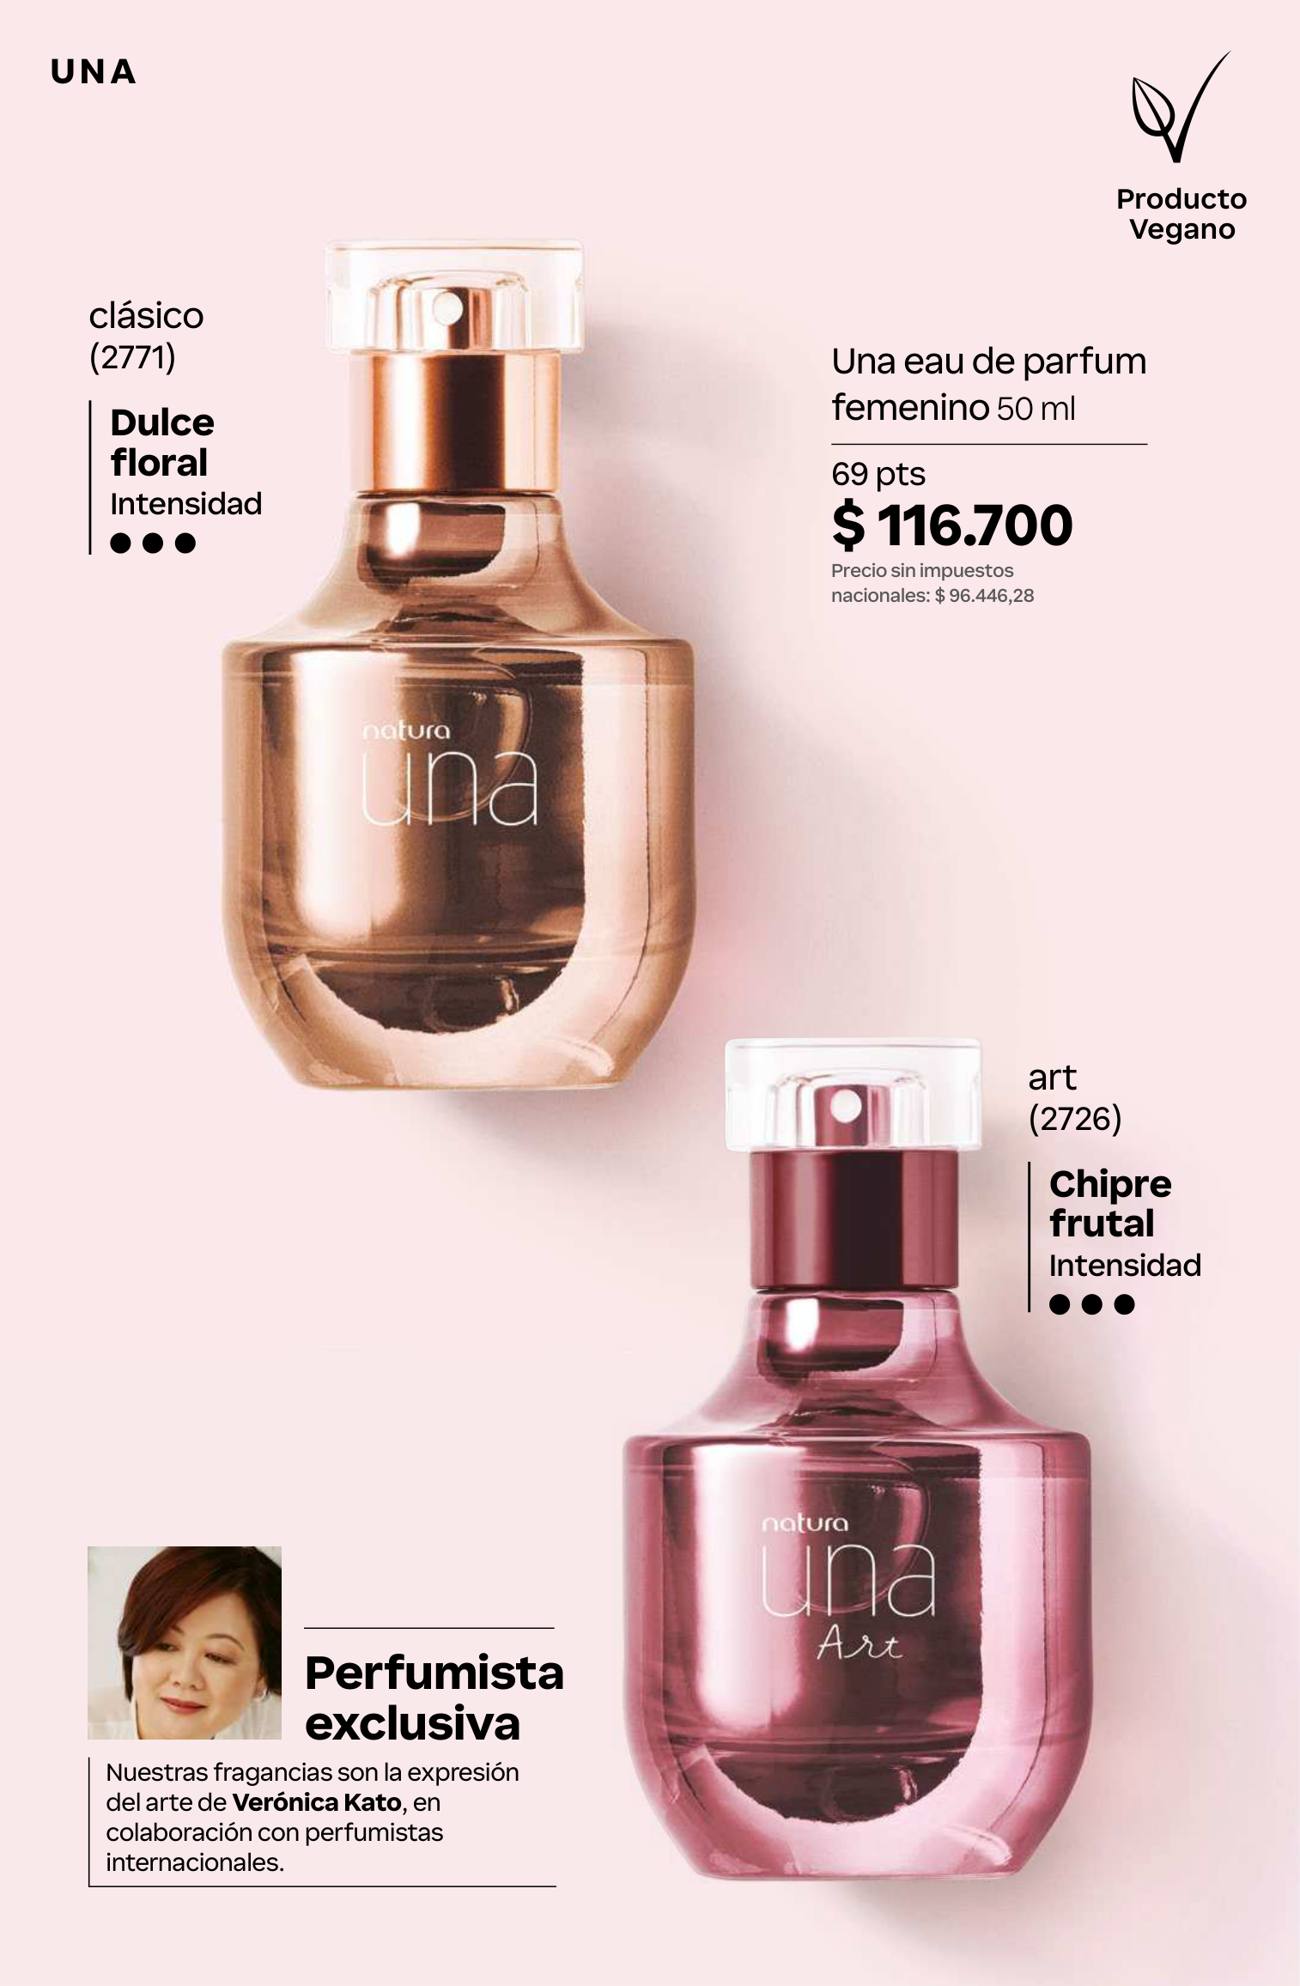 UNA
Producto
Vegano
clásico
(2771)
Dulce
floral
Intensidad
Una eau de parfum
femenino 50 ml
69 pts
$ 116.700
Precio sin impuestos
nacionales: $ 96.446,28
natura
una
art
(2726)
Chipre
frutal
Intensidad
natura
una
Art
Perfumista
exclusiva
Nuestras fragancias son la expresión
del arte de Verónica Kato, en
colaboración con perfumistas
internacionales.